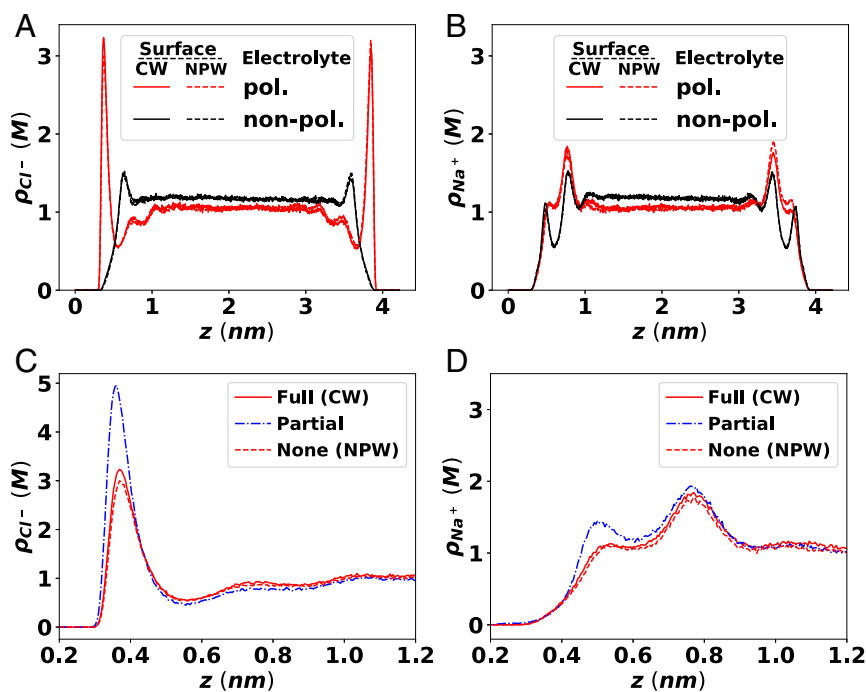 A
Surface
CW NPW Electrolyte
pol.
non-pol.
ρCl⁻ (M)
3
2
1
0
0 1 2 3 4
z (nm)
B
Surface
CW NPW Electrolyte
pol.
non-pol.
ρNa⁺ (M)
3
2
1
0
0 1 2 3 4
z (nm)
C
Full (CW)
Partial
None (NPW)
ρCl⁻ (M)
5
4
3
2
1
0
0.2 0.4 0.6 0.8 1.0 1.2
z (nm)
D
Full (CW)
Partial
None (NPW)
ρNa⁺ (M)
3
2
1
0
0.2 0.4 0.6 0.8 1.0 1.2
z (nm)